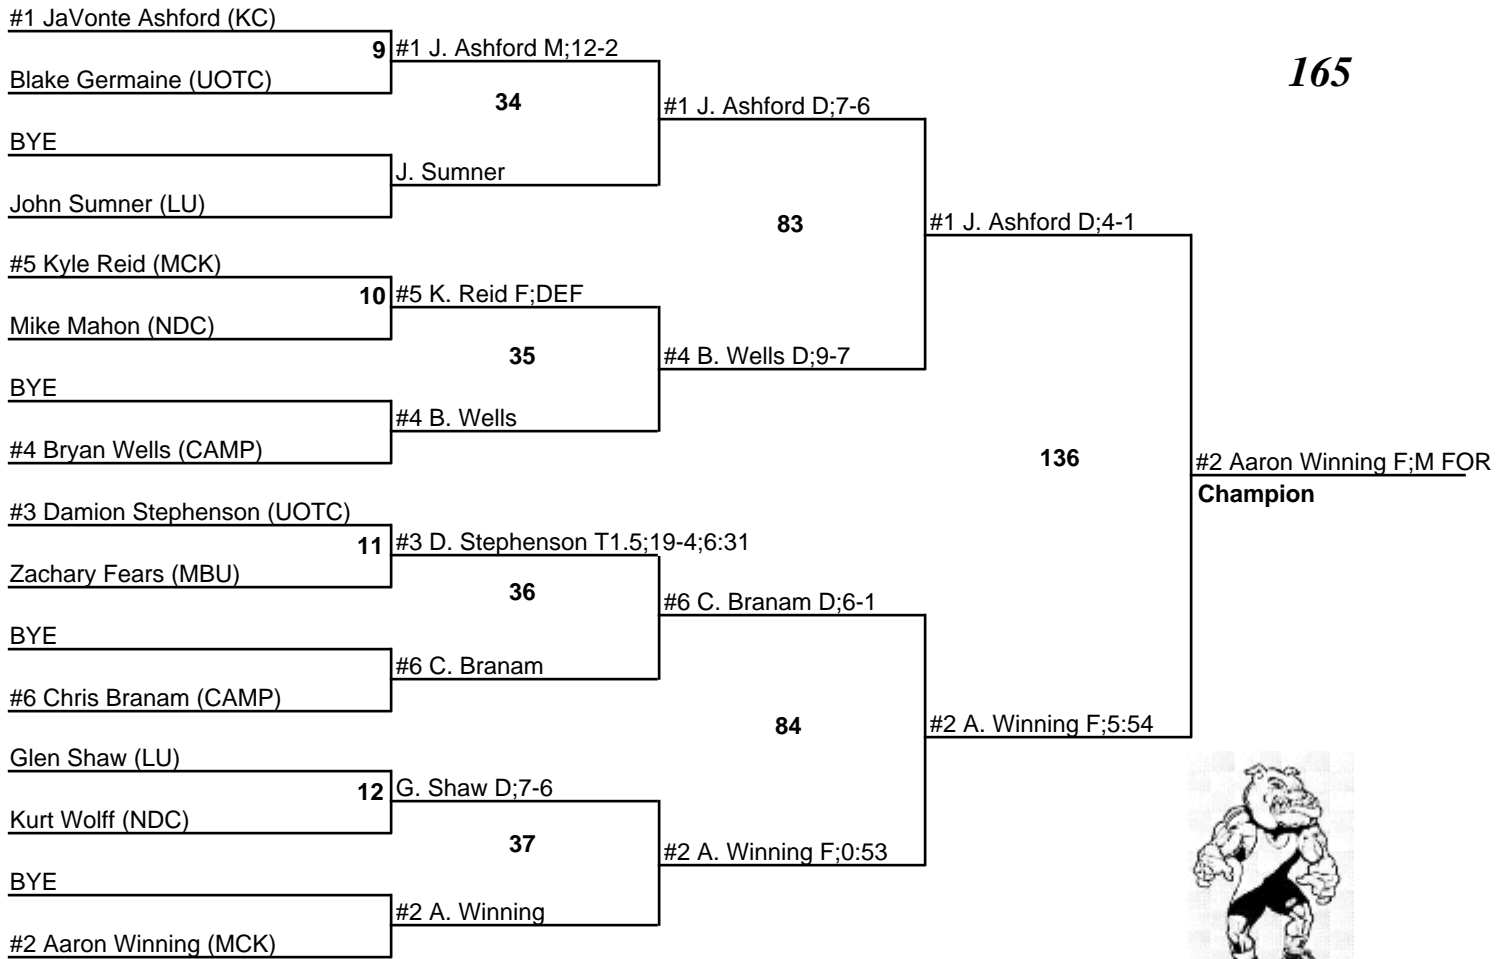 #1 JaVonte Ashford (KC)
9 #1 J. Ashford M;12-2
165
Blake Germaine (UOTC)
34
#1 J. Ashford D;7-6
BYE
J. Sumner
John Sumner (LU)
83
#1 J. Ashford D;4-1
#5 Kyle Reid (MCK)
10 #5 K. Reid F;DEF
Mike Mahon (NDC)
35
#4 B. Wells D;9-7
BYE
#4 B. Wells
#4 Bryan Wells (CAMP)
136
#2 Aaron Winning F;M FOR
Champion
#3 Damion Stephenson (UOTC)
11 #3 D. Stephenson T1.5;19-4;6:31
Zachary Fears (MBU)
36
#6 C. Branam D;6-1
BYE
#6 C. Branam
#6 Chris Branam (CAMP)
84
#2 A. Winning F;5:54
Glen Shaw (LU)
12 G. Shaw D;7-6
Kurt Wolff (NDC)
37
#2 A. Winning F;0:53
BYE
#2 A. Winning
#2 Aaron Winning (MCK)